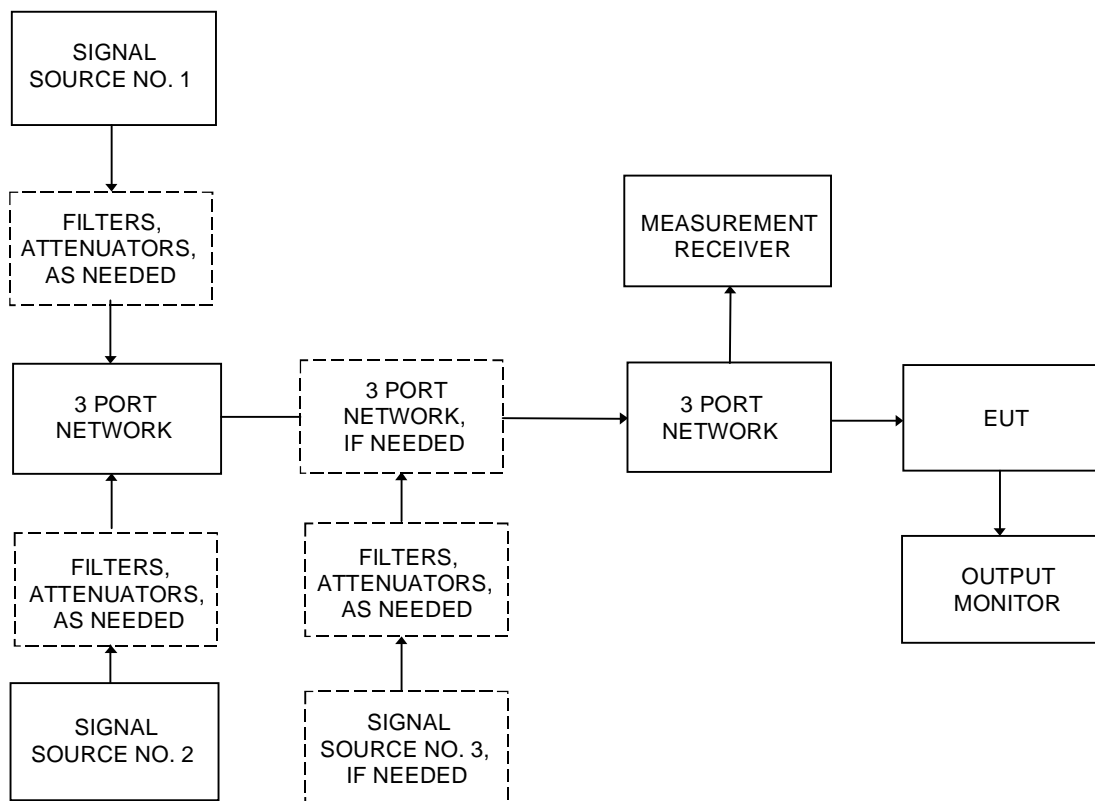 SIGNAL
SOURCE NO. 1
FILTERS,
ATTENUATORS,
AS NEEDED
MEASUREMENT
RECEIVER
3 PORT
NETWORK
3 PORT
NETWORK,
IF NEEDED
3 PORT
NETWORK
EUT
FILTERS,
ATTENUATORS,
AS NEEDED
FILTERS,
ATTENUATORS,
AS NEEDED
OUTPUT
MONITOR
SIGNAL
SOURCE NO. 2
SIGNAL
SOURCE NO. 3,
IF NEEDED